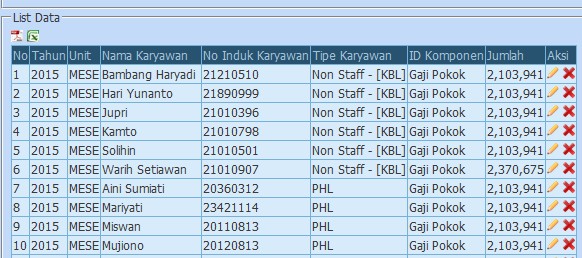 List Data
No Tahun Unit Nama Karyawan No Induk Karyawan Tipe Karyawan ID Komponen Jumlah Aksi
1 2015 MESE Bambang Haryadi 21210510 Non Staff - [KBL] Gaji Pokok 2,103,941
2 2015 MESE Hari Yunanto 21890999 Non Staff - [KBL] Gaji Pokok 2,103,941
3 2015 MESE Jupri 21010396 Non Staff - [KBL] Gaji Pokok 2,103,941
4 2015 MESE Kamto 21010798 Non Staff - [KBL] Gaji Pokok 2,103,941
5 2015 MESE Solihin 21010501 Non Staff - [KBL] Gaji Pokok 2,103,941
6 2015 MESE Warih Setiawan 21010907 Non Staff - [KBL] Gaji Pokok 2,370,675
7 2015 MESE Aini Sumiati 20360312 PHL Gaji Pokok 2,103,941
8 2015 MESE Mariyati 23421114 PHL Gaji Pokok 2,103,941
9 2015 MESE Miswan 20110813 PHL Gaji Pokok 2,103,941
10 2015 MESE Mujiono 20120813 PHL Gaji Pokok 2,103,941